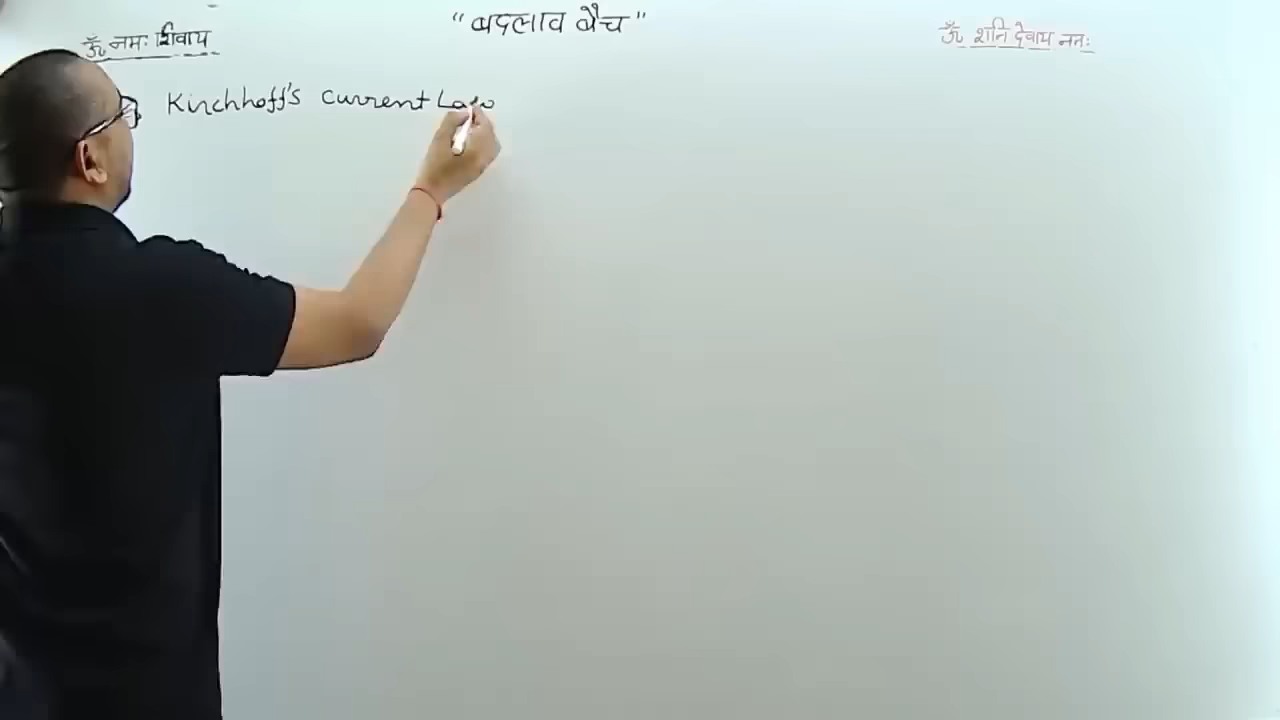 ॐ नमः शिवाय
"बदलाव बैच"
ॐ शनि देवाय नमः
Kirchhoff's Current Law